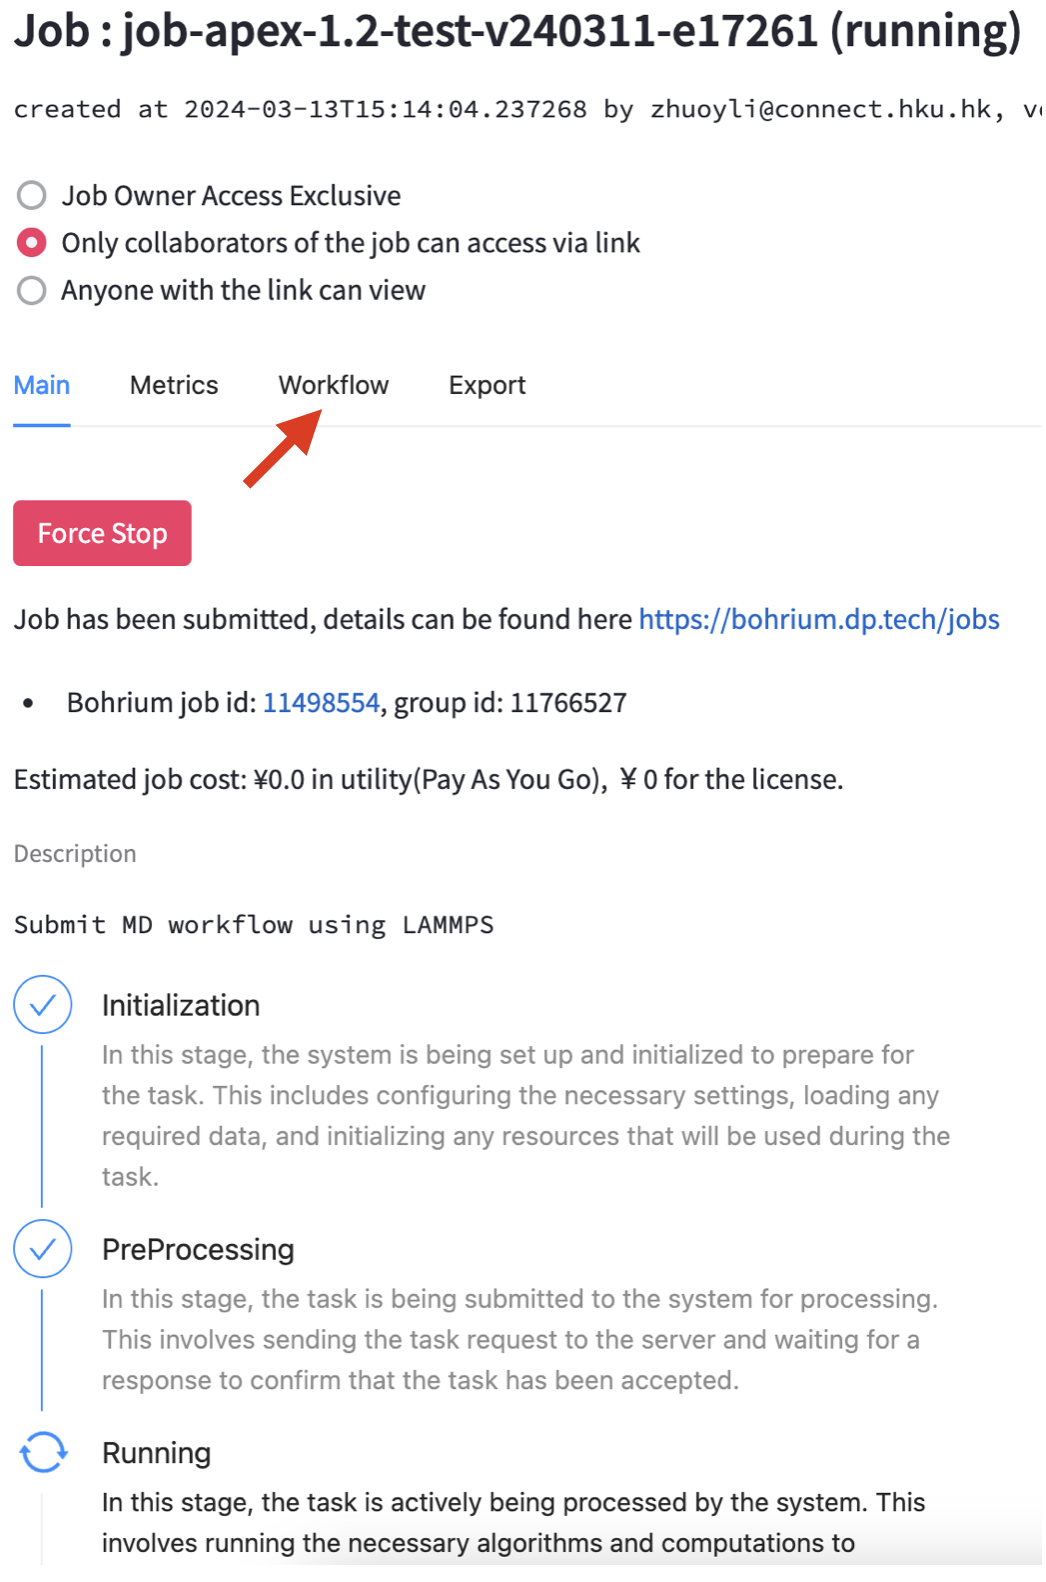 Job : job-apex-1.2-test-v240311-e17261 (running)
created at 2024-03-13T15:14:04.237268 by zhuoyli@connect.hku.hk,
Job Owner Access Exclusive
Only collaborators of the job can access via link
Anyone with the link can view
Main Metrics Workflow Export
Force Stop
Job has been submitted, details can be found here https://bohrium.dp.tech/jobs
• Bohrium job id: 11498554, group id: 11766527
Estimated job cost: ¥0.0 in utility(Pay As You Go), ￥0 for the license.
Description
Submit MD workflow using LAMMPS
Initialization
In this stage, the system is being set up and initialized to prepare for
the task. This includes configuring the necessary settings, loading any
required data, and initializing any resources that will be used during the
task.
PreProcessing
In this stage, the task is being submitted to the system for processing.
This involves sending the task request to the server and waiting for a
response to confirm that the task has been accepted.
Running
In this stage, the task is actively being processed by the system. This
involves running the necessary algorithms and computations to